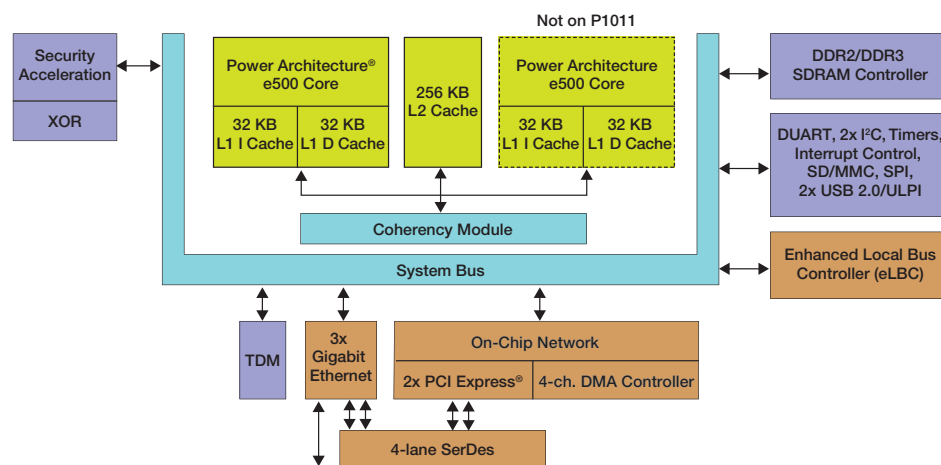 Not on P1011
Security
Acceleration
XOR
Power Architecture®
e500 Core
32 KB
L1 I Cache
32 KB
L1 D Cache
256 KB
L2 Cache
Power Architecture
e500 Core
32 KB
L1 I Cache
32 KB
L1 D Cache
DDR2/DDR3
SDRAM Controller
DUART, 2x I²C, Timers,
Interrupt Control,
SD/MMC, SPI,
2x USB 2.0/ULPI
Coherency Module
System Bus
Enhanced Local Bus
Controller (eLBC)
TDM
3x
Gigabit
Ethernet
On-Chip Network
2x PCI Express®
4-ch. DMA Controller
4-lane SerDes